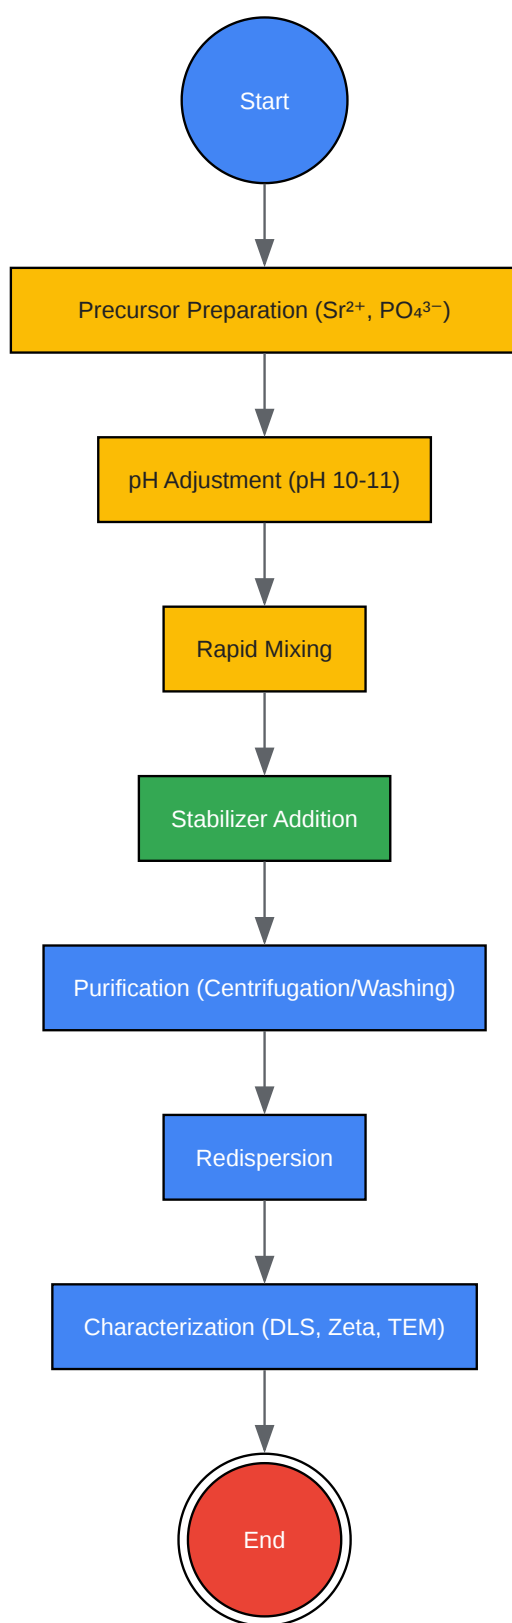 Start
Precursor Preparation (Sr²⁺, PO₄³⁻)
pH Adjustment (pH 10-11)
Rapid Mixing
Stabilizer Addition
Purification (Centrifugation/Washing)
Redispersion
Characterization (DLS, Zeta, TEM)
End